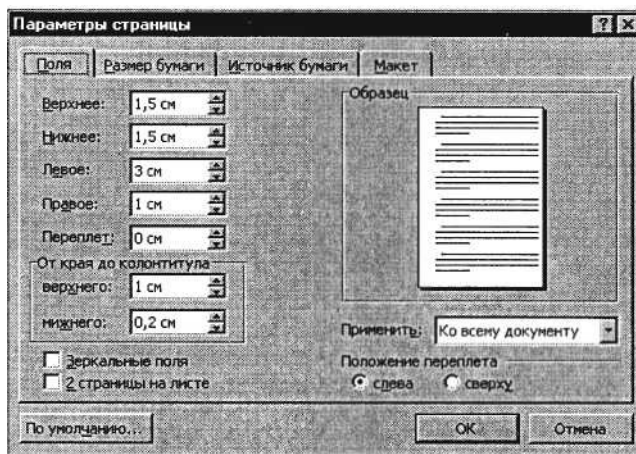 Параметры страницы
Поля Размер бумаги Источник бумаги Макет
Верхнее: 1,5 см
Нижнее: 1,5 см
Левое: 3 см
Правое: 1 см
Переплет: 0 см
От края до колонтитула
верхнего: 1 см
нижнего: 0,2 см
Зеркальные поля
2 страницы на листе
Образец
Применить: Ко всему документу
Положение переплета
слева сверху
По умолчанию... ОК Отмена